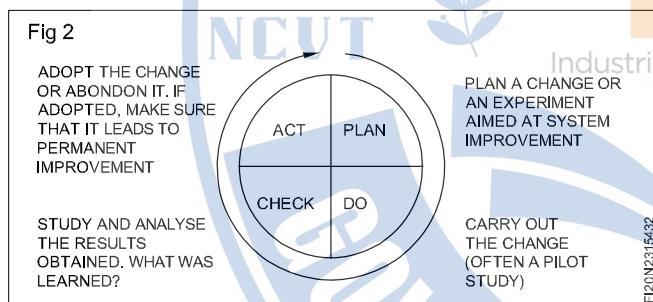 Fig 2
NCVT
Industri
ADOPT THE CHANGE
OR ABONDON IT. IF
ADOPTED, MAKE SURE
THAT IT LEADS TO
PERMANENT
IMPROVEMENT
ACT
PLAN
PLAN A CHANGE OR
AN EXPERIMENT
AIMED AT SYSTEM
IMPROVEMENT
CHECK
DO
STUDY AND ANALYSE
THE RESULTS
OBTAINED. WHAT WAS
LEARNED?
CARRY OUT
THE CHANGE
(OFTEN A PILOT
STUDY)
FI20N2315432